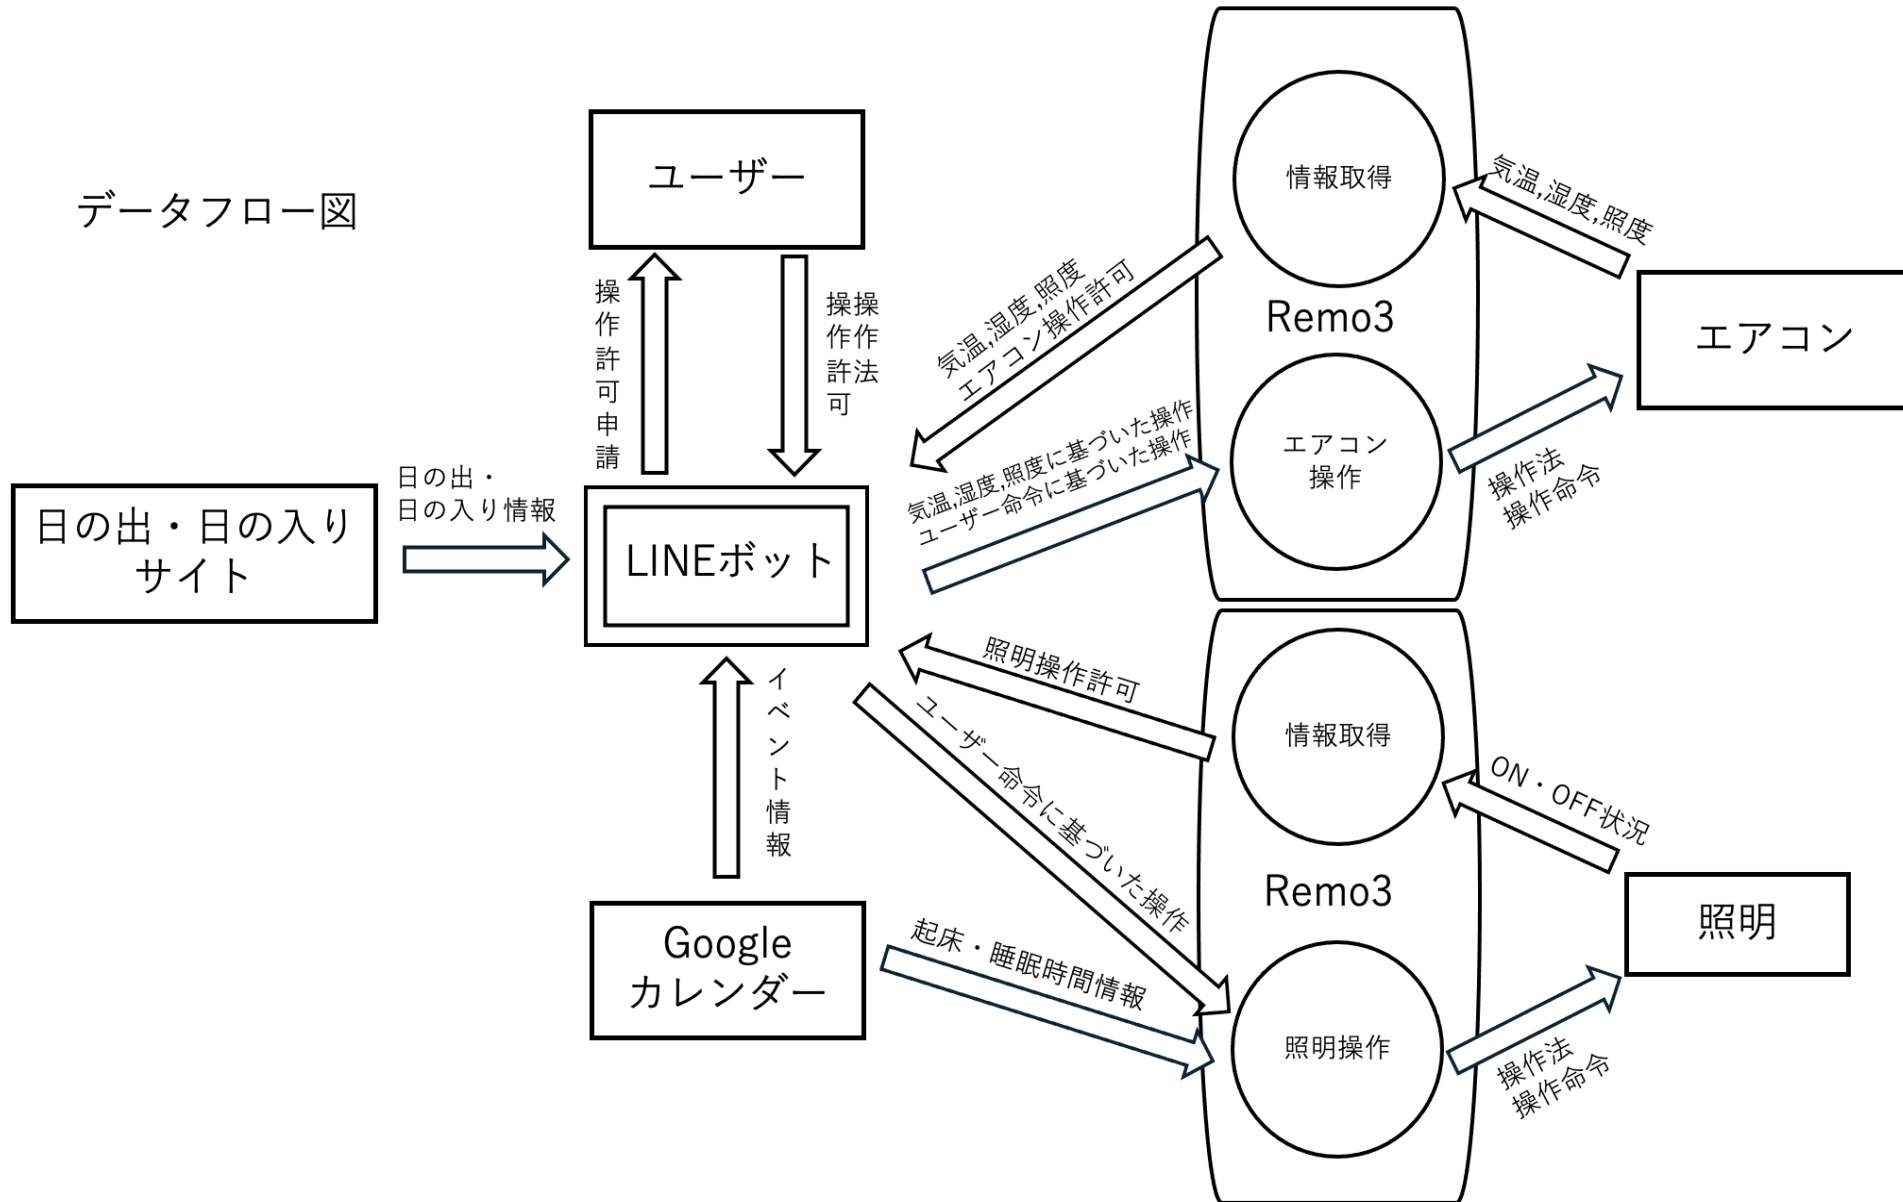 データフロー図
ユーザー
操作許可申請
操作法
操作許可
日の出・
日の入り情報
日の出・日の入り
サイト
LINEボット
イベント情報
Google
カレンダー
気温,湿度,照度
エアコン操作許可
気温,湿度,照度に基づいた操作
ユーザー命令に基づいた操作
照明操作許可
ユーザー命令に基づいた操作
起床・睡眠時間情報
情報取得
Remo3
エアコン
操作
気温,湿度,照度
エアコン
操作法
操作命令
情報取得
Remo3
照明操作
ON・OFF状況
照明
操作法
操作命令